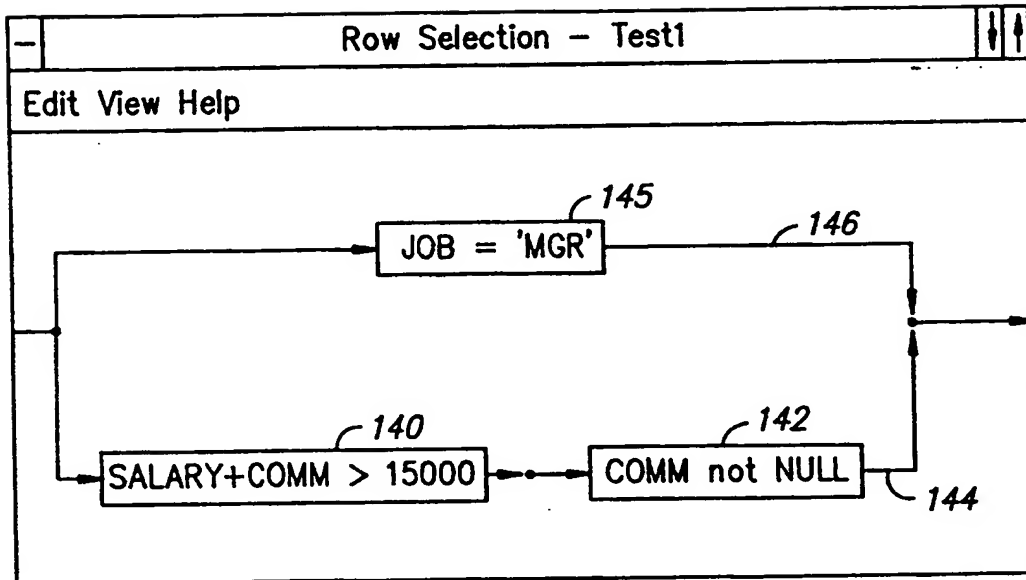 Row Selection – Test1
Edit View Help
145
JOB = 'MGR'
146
140
142
SALARY+COMM > 15000
COMM not NULL
144